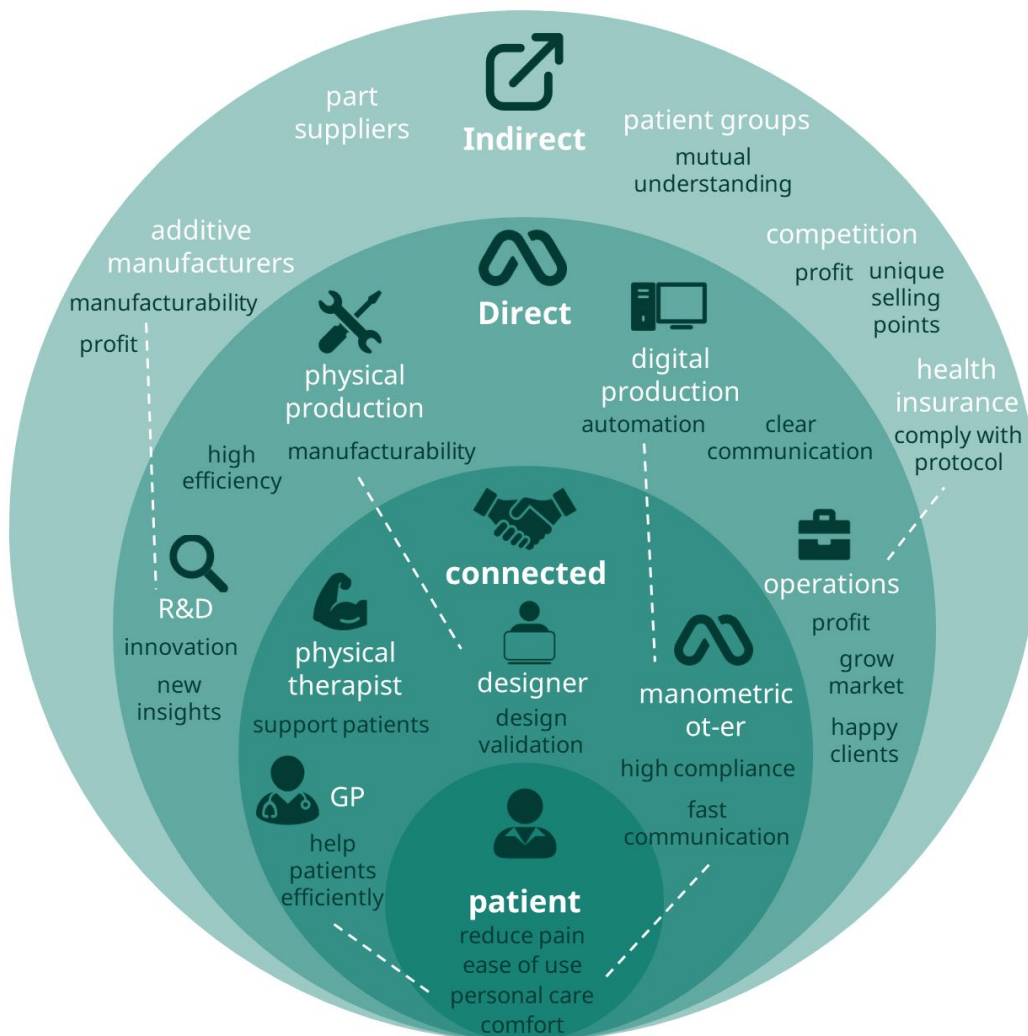 part
suppliers
Indirect
patient groups
mutual
understanding
additive
manufacturers
manufacturability
profit
competition
profit
unique
selling
points
Direct
physical
production
manufacturability
high
efficiency
digital
production
automation
clear
communication
health
insurance
comply with
protocol
R&D
innovation
new
insights
connected
operations
profit
grow
market
happy
clients
physical
therapist
support patients
designer
design
validation
manometric
ot-er
high compliance
fast
communication
GP
help
patients
efficiently
patient
reduce pain
ease of use
personal care
comfort